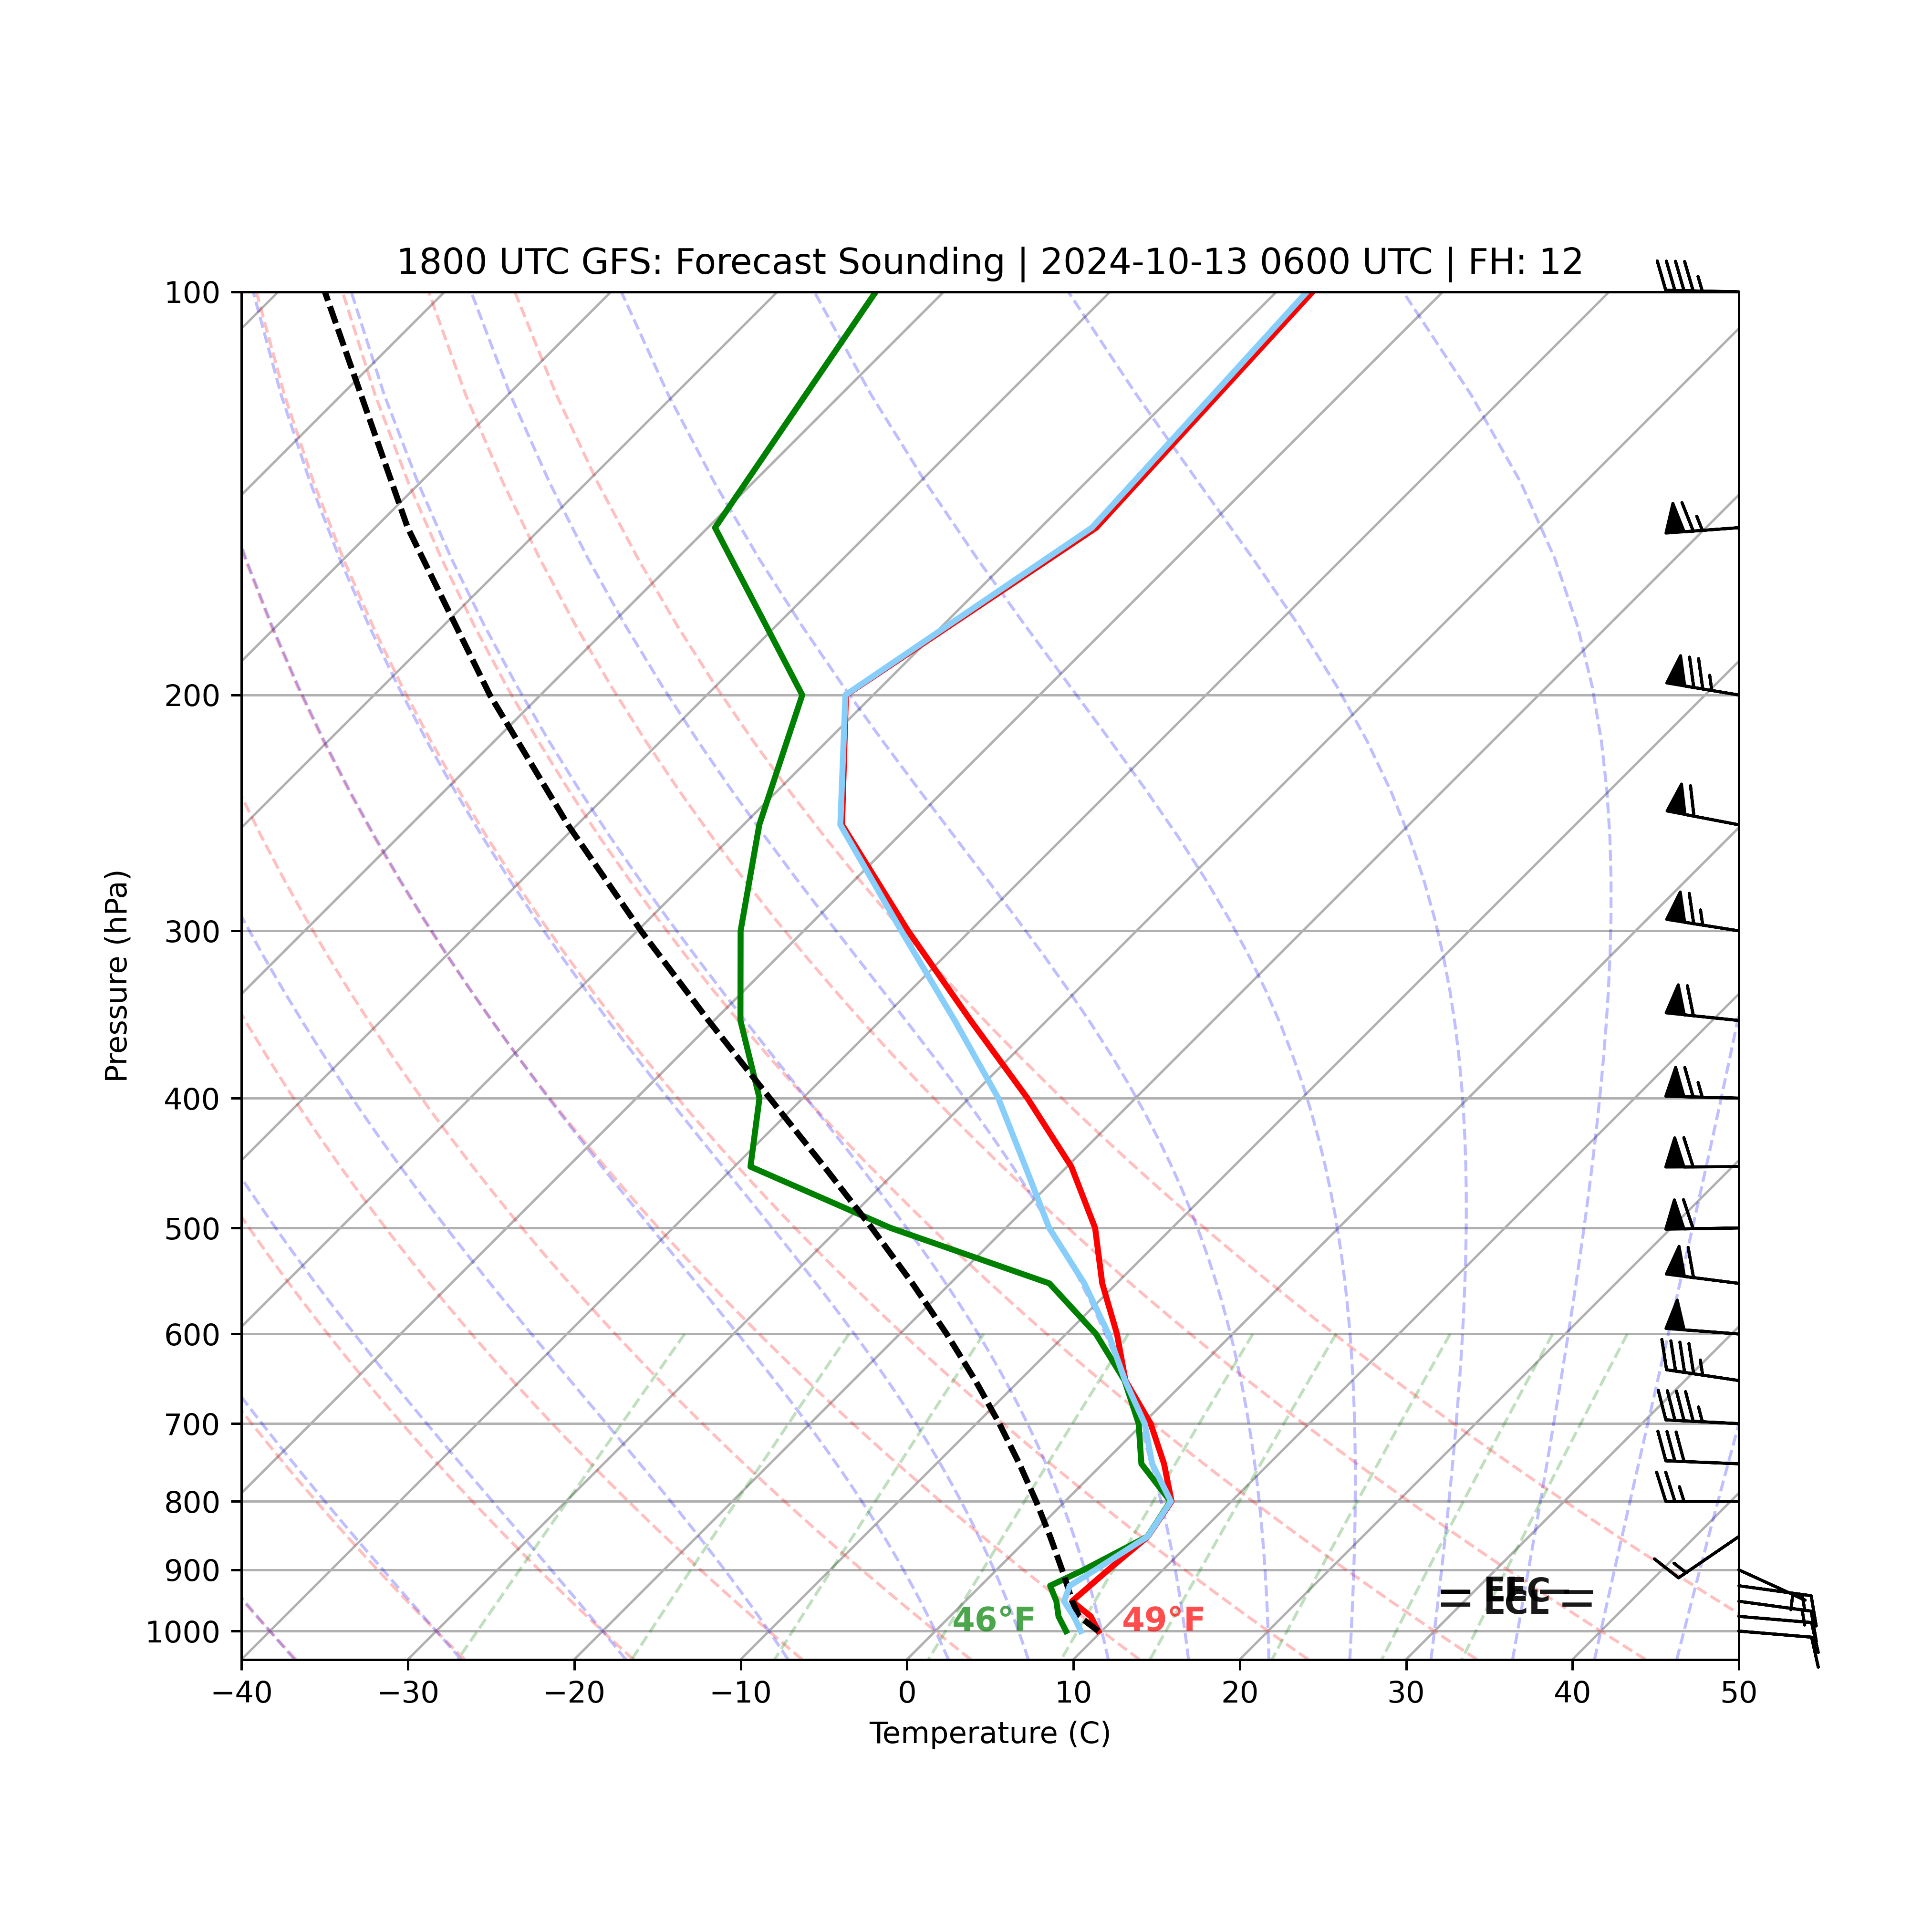 1800 UTC GFS: Forecast Sounding | 2024-10-13 0600 UTC | FH: 12
100
200
300
400
500
600
700
800
900
1000
Pressure (hPa)
46°F
49°F
−40 −30 −20 −10 0 10 20 30 40 50
Temperature (C)